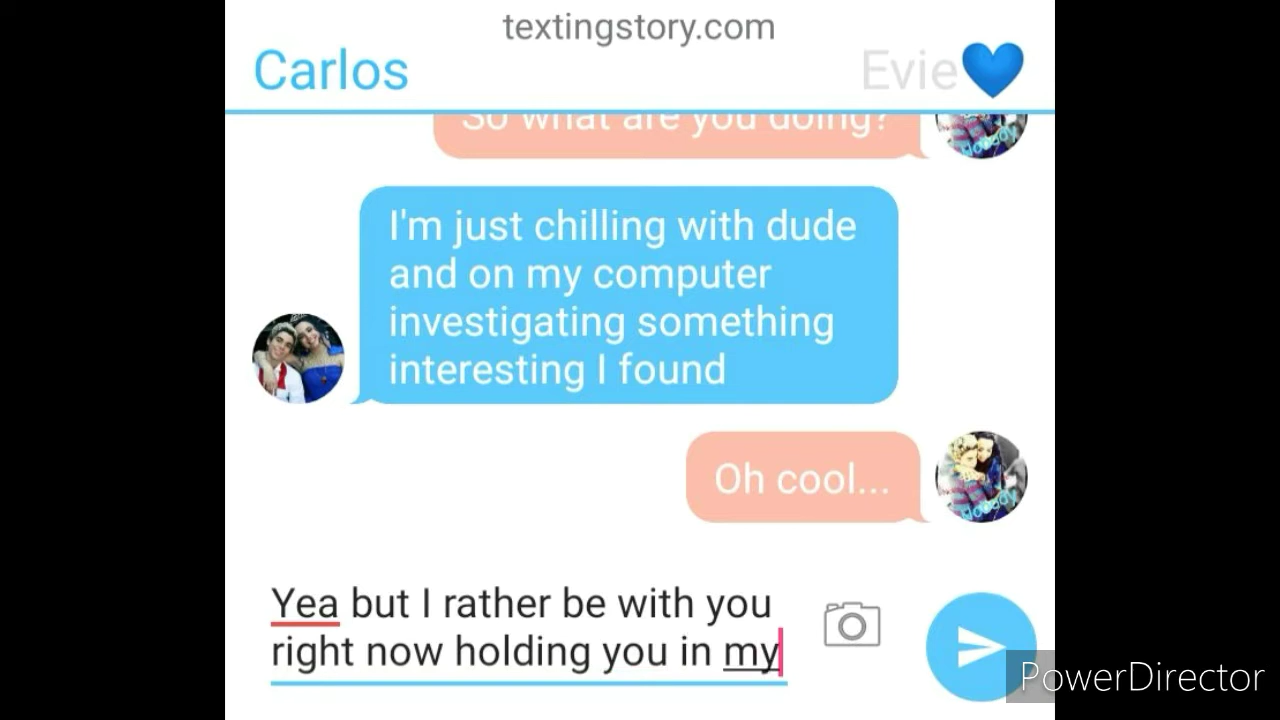 textingstory.com
Carlos
Evie💙
So what are you doing?
I'm just chilling with dude
and on my computer
investigating something
interesting I found
Oh cool...
Yea but I rather be with you
right now holding you in my
PowerDirector